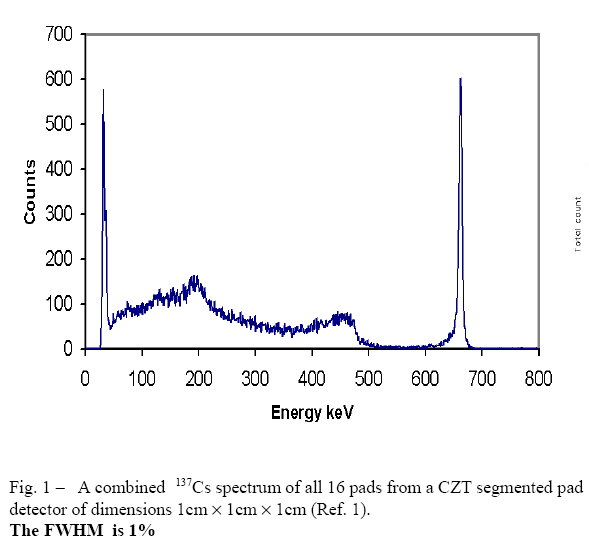 700
600
500
400
300
200
100
0
Counts
0 100 200 300 400 500 600 700 800
Energy keV
Total count
Fig. 1 – A combined ¹³⁷Cs spectrum of all 16 pads from a CZT segmented pad
detector of dimensions 1cm × 1cm × 1cm (Ref. 1).
The FWHM is 1%